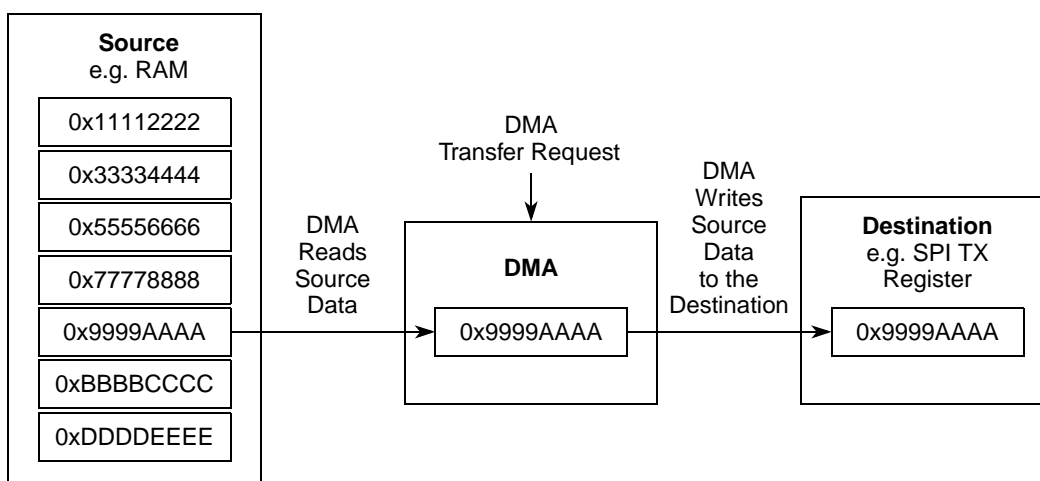 Source
e.g. RAM
0x11112222
0x33334444
0x55556666
0x77778888
0x9999AAAA
0xBBBBCCCC
0xDDDDEEEE
DMA
Reads
Source
Data
DMA
Transfer Request
DMA
0x9999AAAA
DMA
Writes
Source
Data
to the
Destination
Destination
e.g. SPI TX
Register
0x9999AAAA